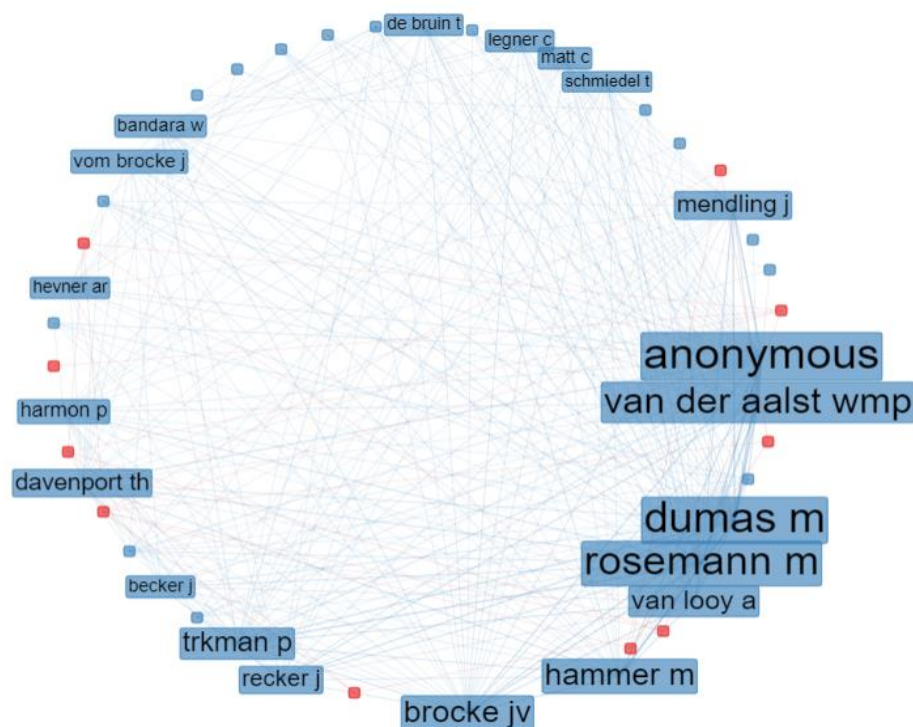 de bruin t
legner c
matt c
schmiedel t
bandara w
vom brocke j
mendling j
hevner ar
anonymous
van der aalst wmp
harmon p
davenport th
dumas m
rosemann m
becker j
van looy a
trkman p
recker j
hammer m
brocke jv